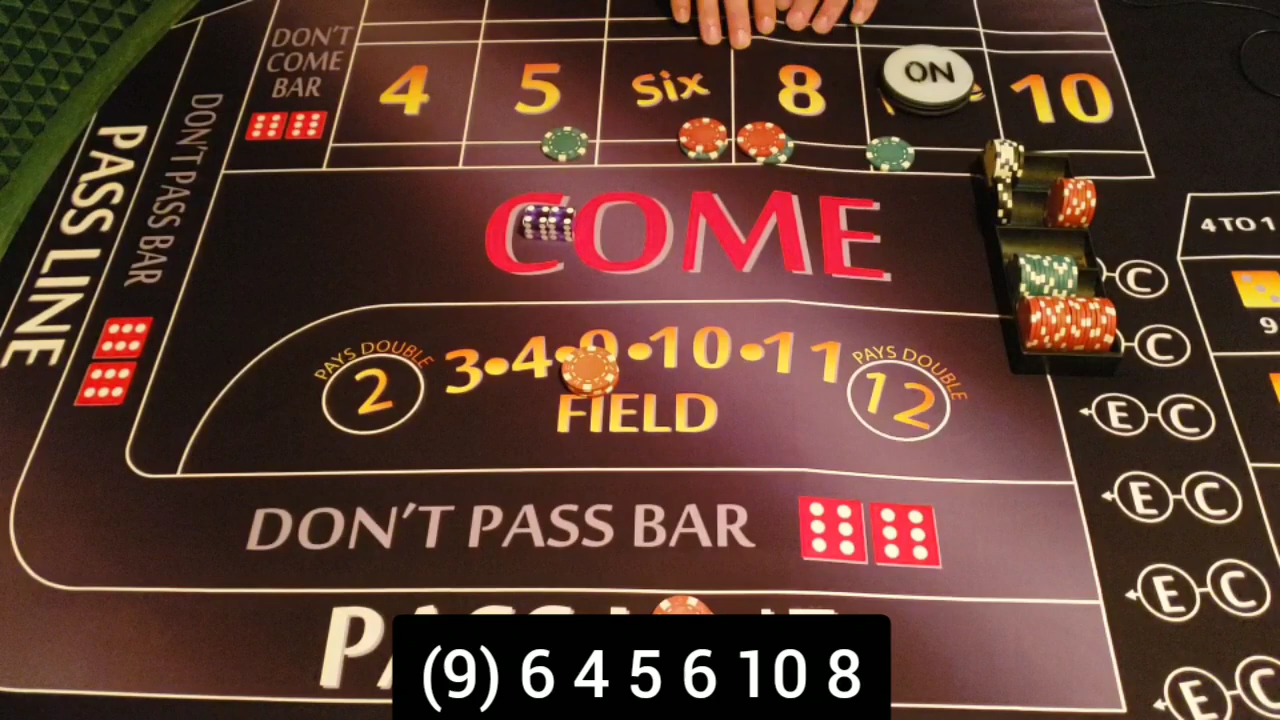 DON'T
COME
BAR
4 5 SIX 8 ON 10
PASS LINE
DON'T PASS BAR
COME
4 TO 1
C
9
C
PAYS DOUBLE
2
3•4•9•10•11
PAYS DOUBLE
12
FIELD
E C
E C
DON'T PASS BAR
E C
E C
(9) 6 4 5 6 10 8